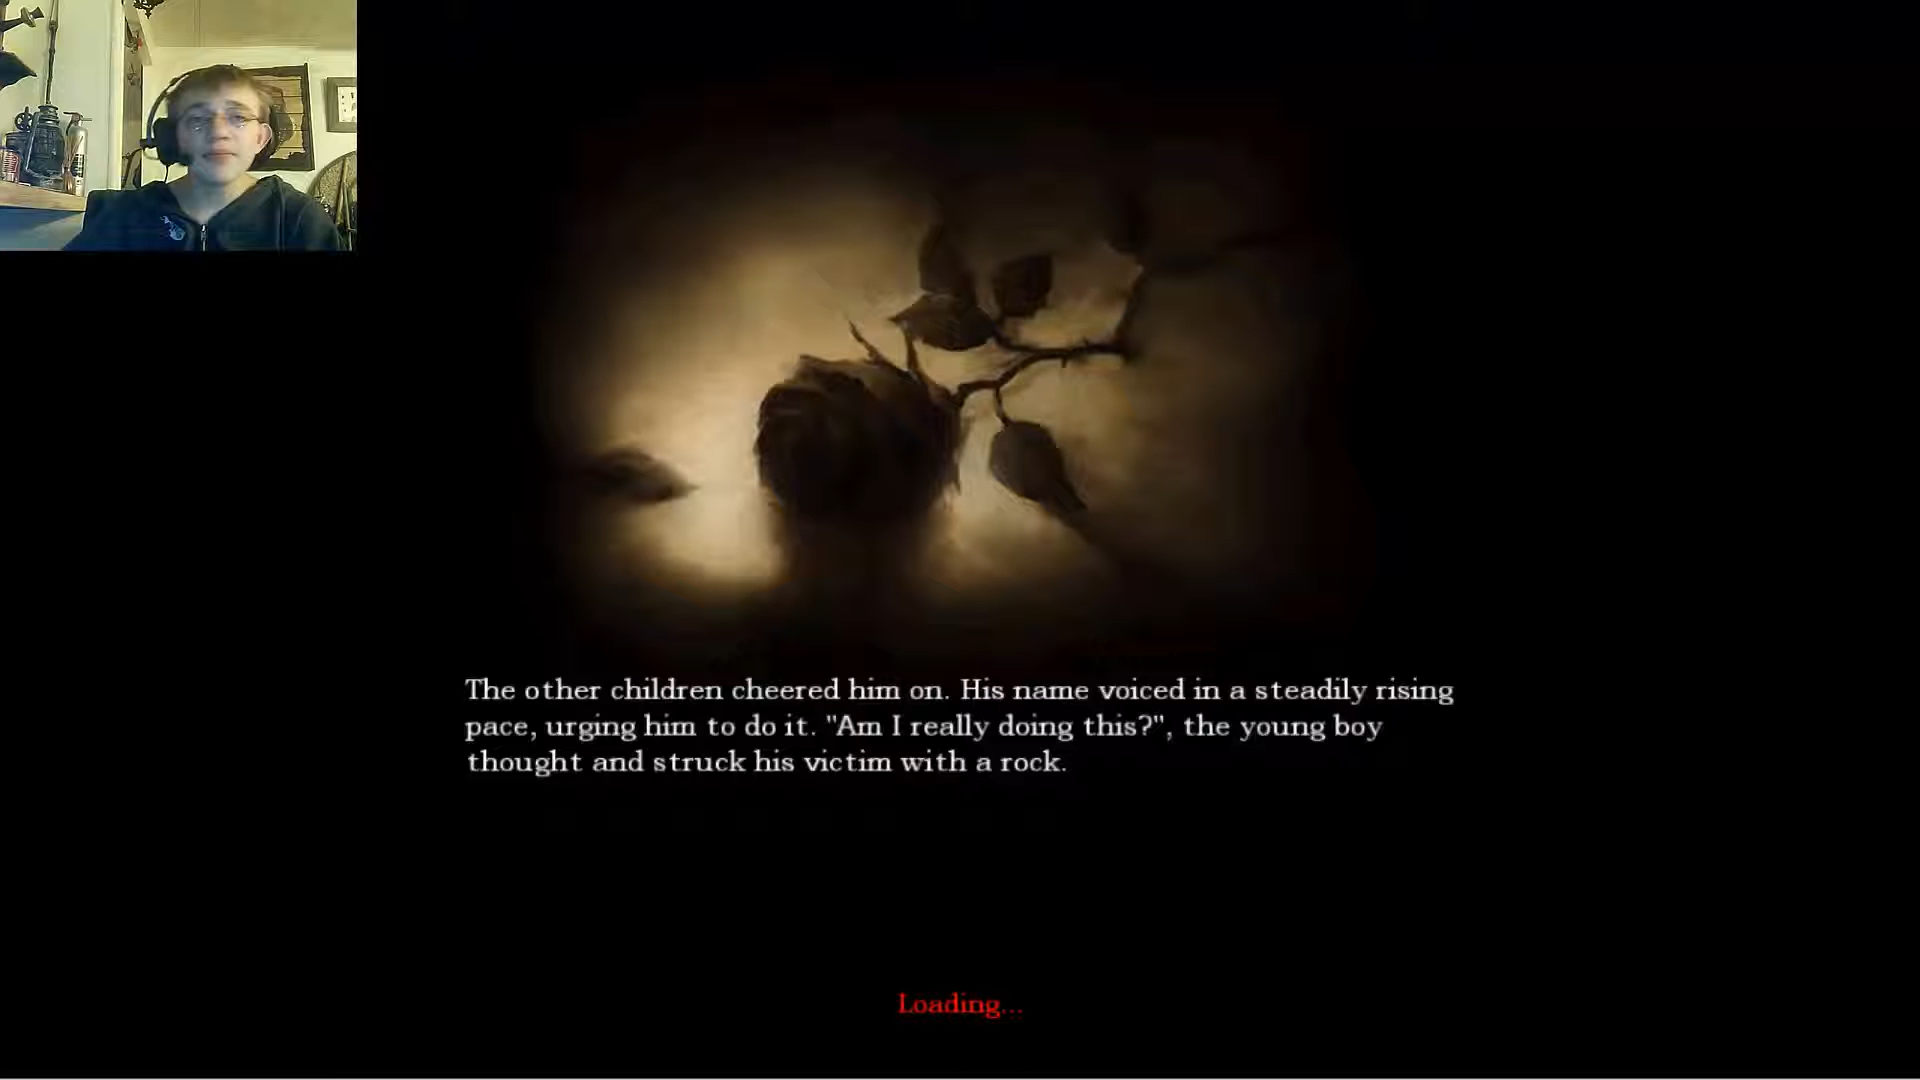 The other children cheered him on. His name voiced in a steadily rising
pace, urging him to do it. "Am I really doing this?", the young boy
thought and struck his victim with a rock.
Loading...